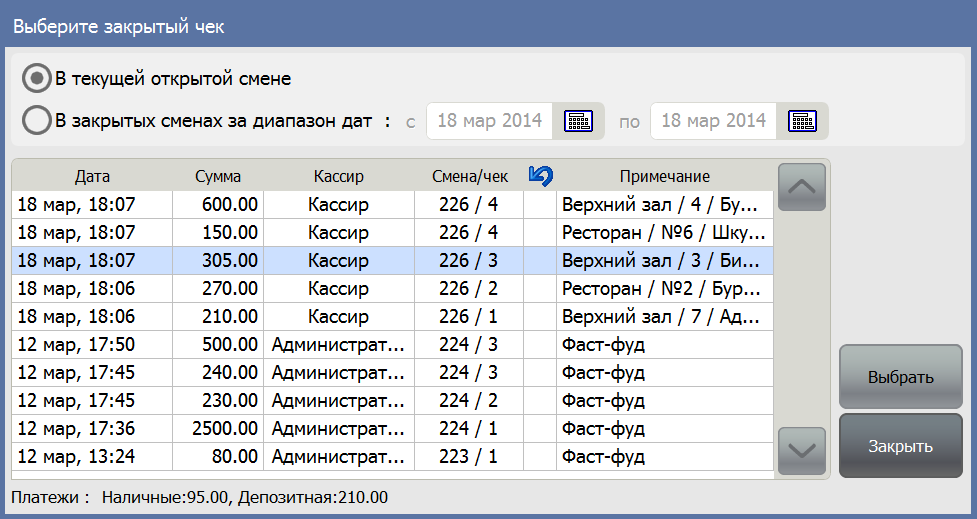 Выберите закрытый чек
В текущей открытой смене
В закрытых сменах за диапазон дат : с 18 мар 2014 по 18 мар 2014
Дата Сумма Кассир Смена/чек Примечание
18 мар, 18:07 600.00 Кассир 226 / 4 Верхний зал / 4 / Бу...
18 мар, 18:07 150.00 Кассир 226 / 4 Ресторан / №6 / Шку...
18 мар, 18:07 305.00 Кассир 226 / 3 Верхний зал / 3 / Би...
18 мар, 18:06 270.00 Кассир 226 / 2 Ресторан / №2 / Бур...
18 мар, 18:06 210.00 Кассир 226 / 1 Верхний зал / 7 / Ад...
12 мар, 17:50 500.00 Администрат... 224 / 3 Фаст-фуд
12 мар, 17:45 240.00 Администрат... 224 / 3 Фаст-фуд
12 мар, 17:45 230.00 Администрат... 224 / 2 Фаст-фуд
12 мар, 17:36 2500.00 Администрат... 224 / 1 Фаст-фуд
12 мар, 13:24 80.00 Администрат... 223 / 1 Фаст-фуд
Выбрать
Закрыть
Платежи : Наличные:95.00, Депозитная:210.00